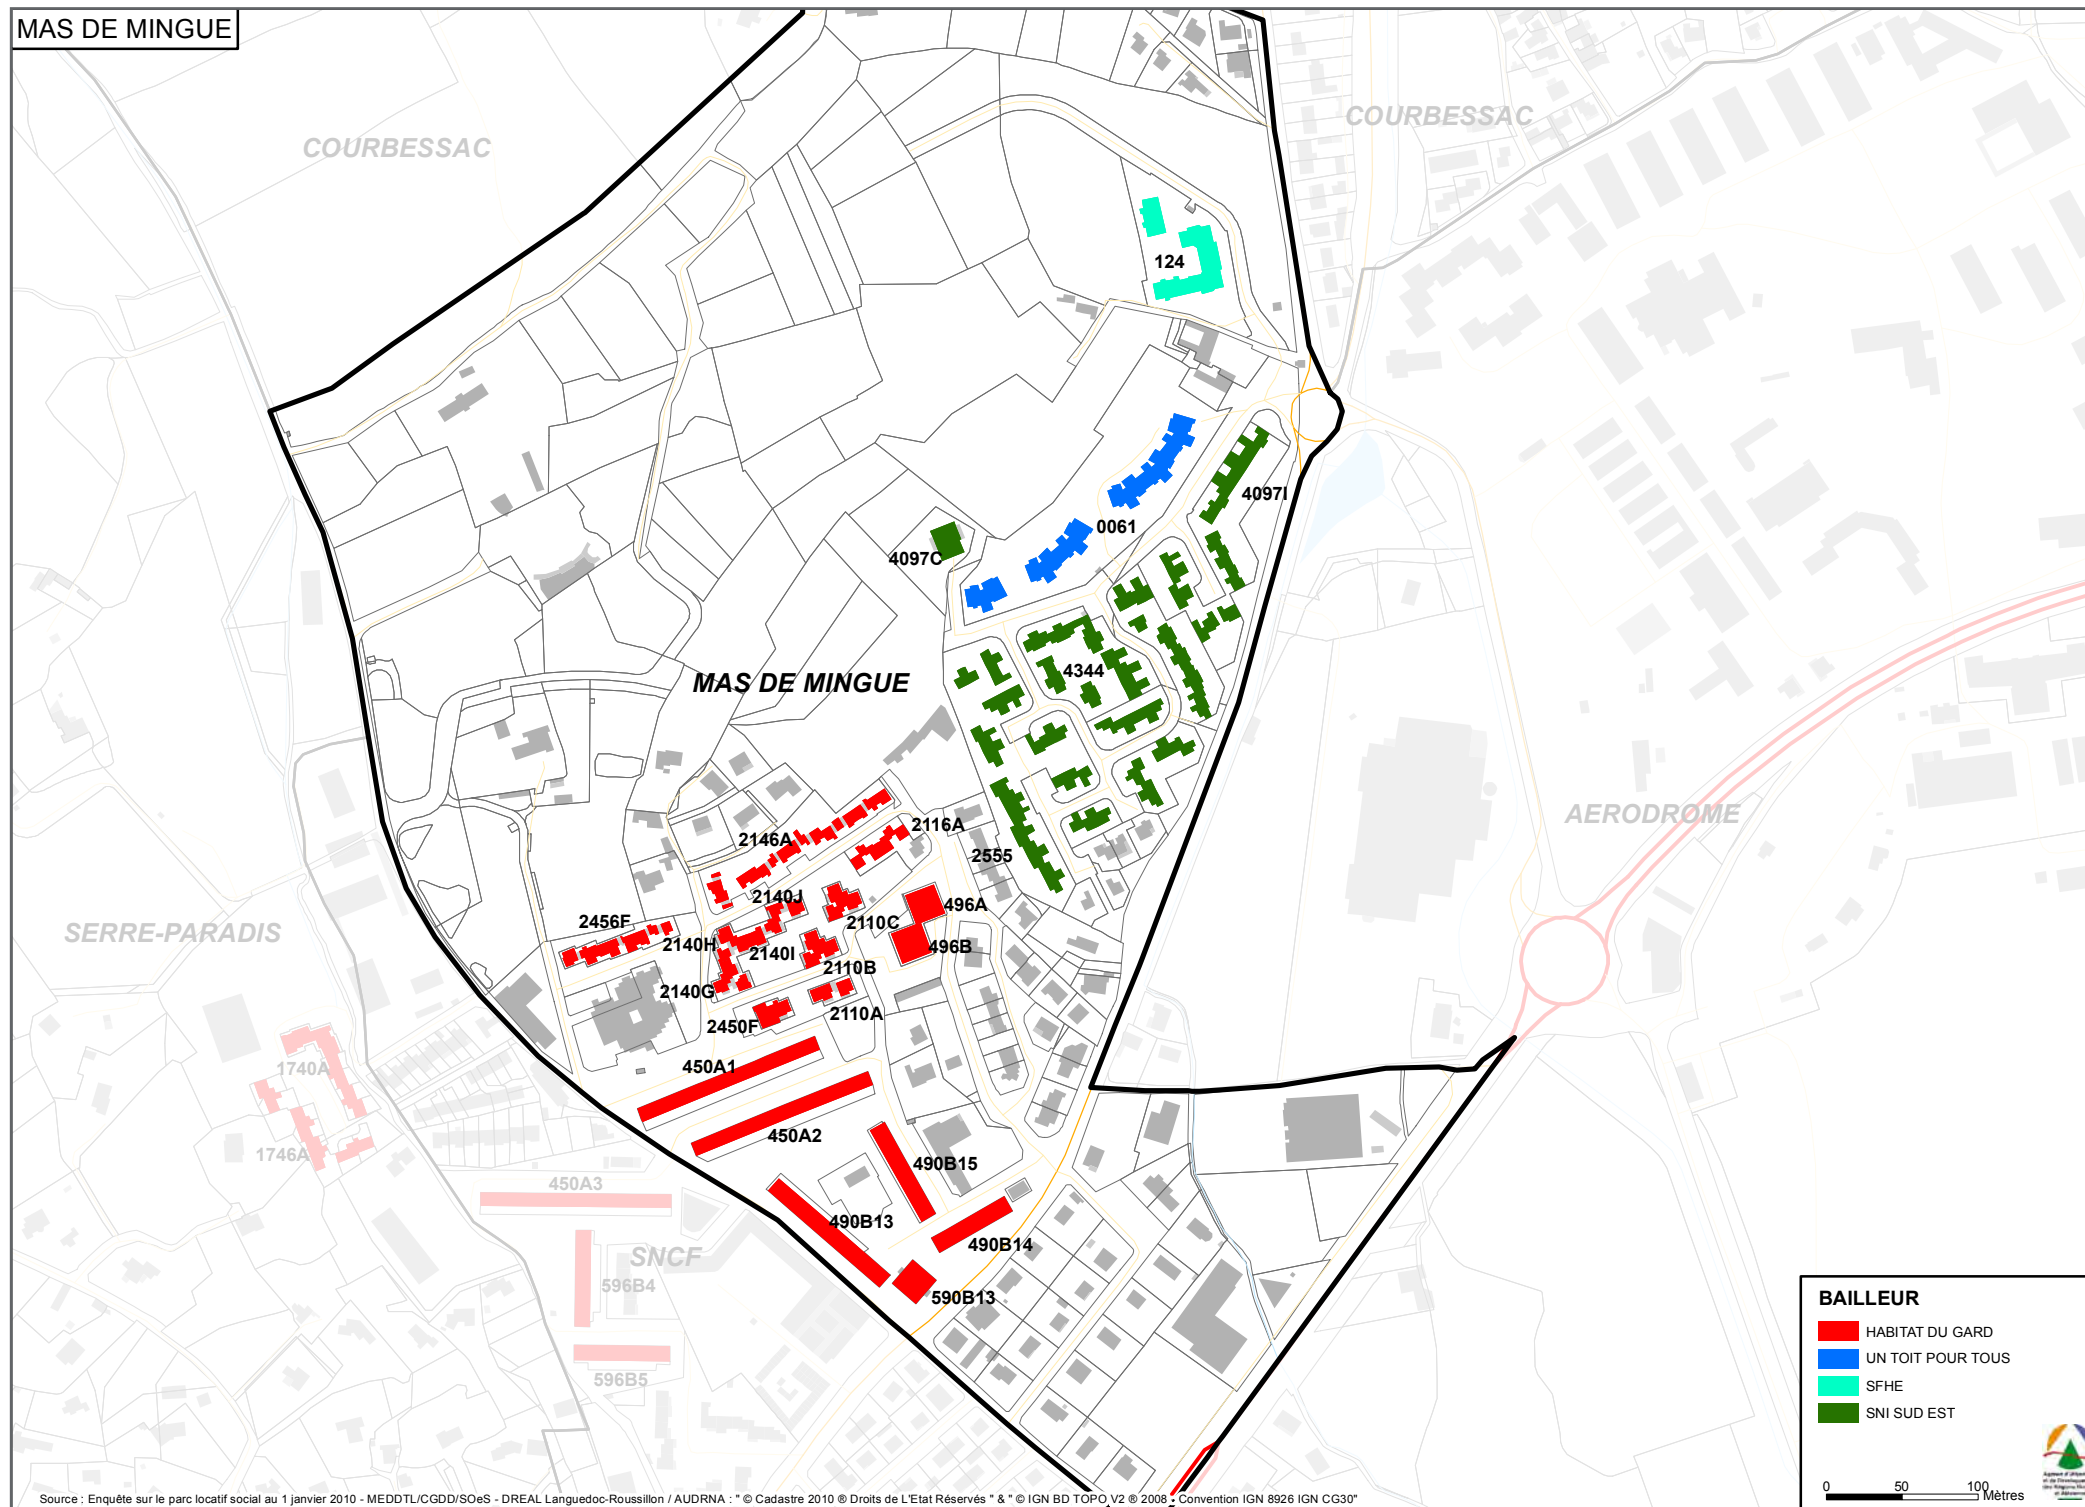 MAS DE MINGUE
COURBESSAC
COURBESSAC
124
4097I
0061
4097C
4344
MAS DE MINGUE
2146A
2116A
2555
2140J
496A
2456F
2110C
2140H
2140I
496B
2110B
2140G
2110A
2450F
450A1
450A2
490B15
490B13
490B14
590B13
AERODROME
SERRE-PARADIS
1740A
1746A
450A3
SNCF
596B4
596B5
BAILLEUR
HABITAT DU GARD
UN TOIT POUR TOUS
SFHE
SNI SUD EST
0 50 100 Mètres
Source : Enquête sur le parc locatif social au 1 janvier 2010 - MEDDTL/CGDD/SOeS - DREAL Languedoc-Roussillon / AUDRNA : " © Cadastre 2010 ® Droits de L'Etat Réservés " & " © IGN BD TOPO V2 ® 2008 - Convention IGN 8926 IGN CG30"